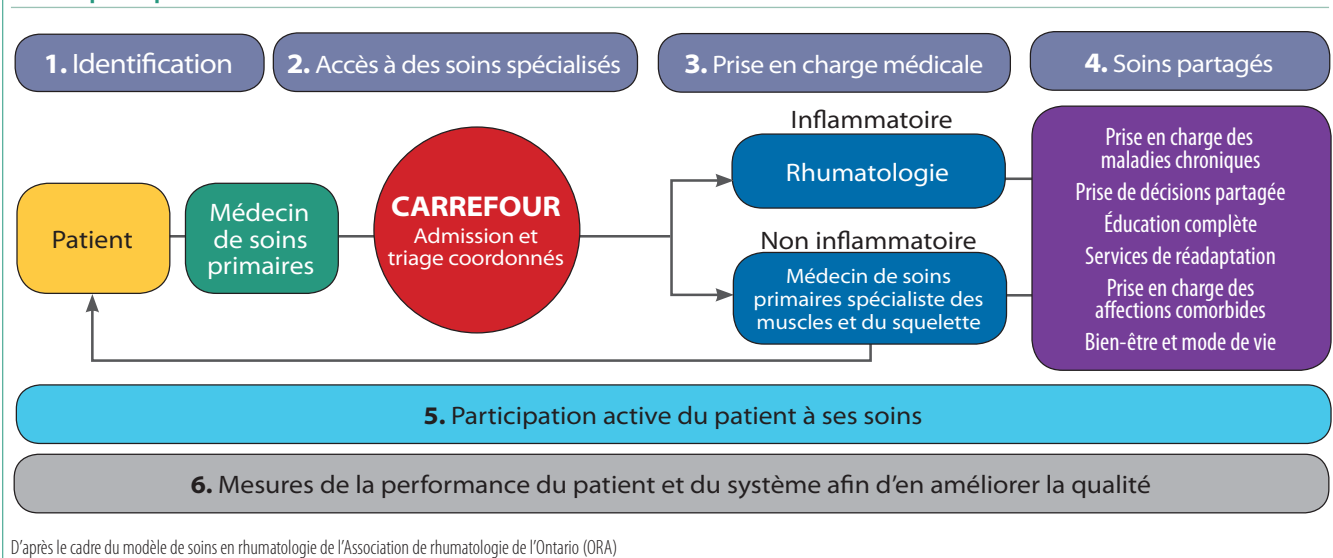 1. Identification
2. Accès à des soins spécialisés
3. Prise en charge médicale
4. Soins partagés
Patient
Médecin
de soins
primaires
CARREFOUR
Admission et
triage coordonnés
Inflammatoire
Rhumatologie
Non inflammatoire
Médecin de soins
primaires spécialiste des
muscles et du squelette
Prise en charge des
maladies chroniques
Prise de décisions partagée
Éducation complète
Services de réadaptation
Prise en charge des
affections comorbides
Bien-être et mode de vie
5. Participation active du patient à ses soins
6. Mesures de la performance du patient et du système afin d'en améliorer la qualité
D'après le cadre du modèle de soins en rhumatologie de l'Association de rhumatologie de l'Ontario (ORA)